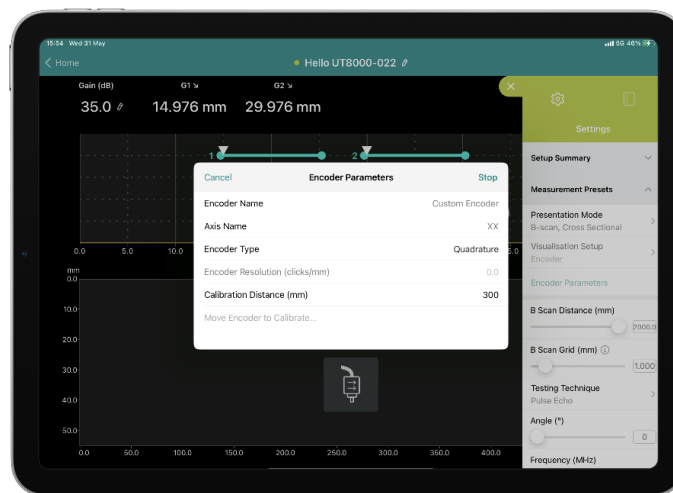 15:54 Wed 31 May
5G 46%
Home
Hello UT8000-022
Gain (dB) G1 G2
35.0 14.976 mm 29.976 mm
Settings
1 2
0.0 5.0 10.0
Cancel Encoder Parameters Stop
Encoder Name Custom Encoder
Axis Name XX
Encoder Type Quadrature
Encoder Resolution (clicks/mm) 0.0
Calibration Distance (mm) 300
Move Encoder to Calibrate...
mm
0.0
10.0
20.0
30.0
40.0
50.0
0.0 50.0 100.0 150.0 200.0 250.0 300.0 350.0 400.0
Setup Summary
Measurement Presets
Presentation Mode
B-scan, Cross Sectional
Visualisation Setup
Encoder
Encoder Parameters
B Scan Distance (mm)
2000.0
B Scan Grid (mm)
1.000
Testing Technique
Pulse Echo
Angle (°)
0
Frequency (MHz)